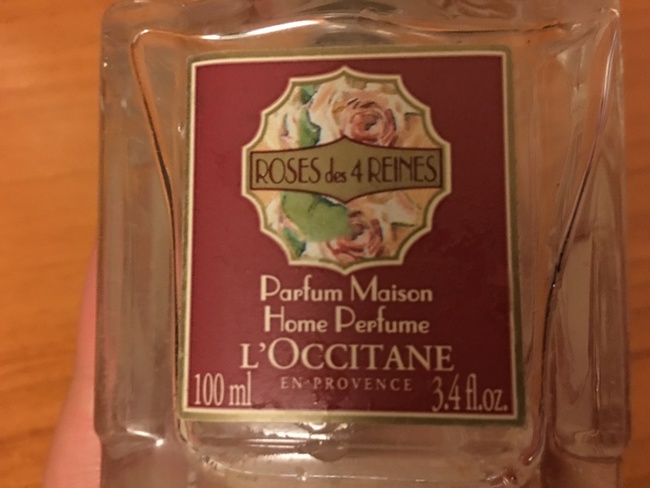 ROSES des 4 REINES
Parfum Maison
Home Perfume
L'OCCITANE
EN PROVENCE
100 ml 3.4 fl.oz.